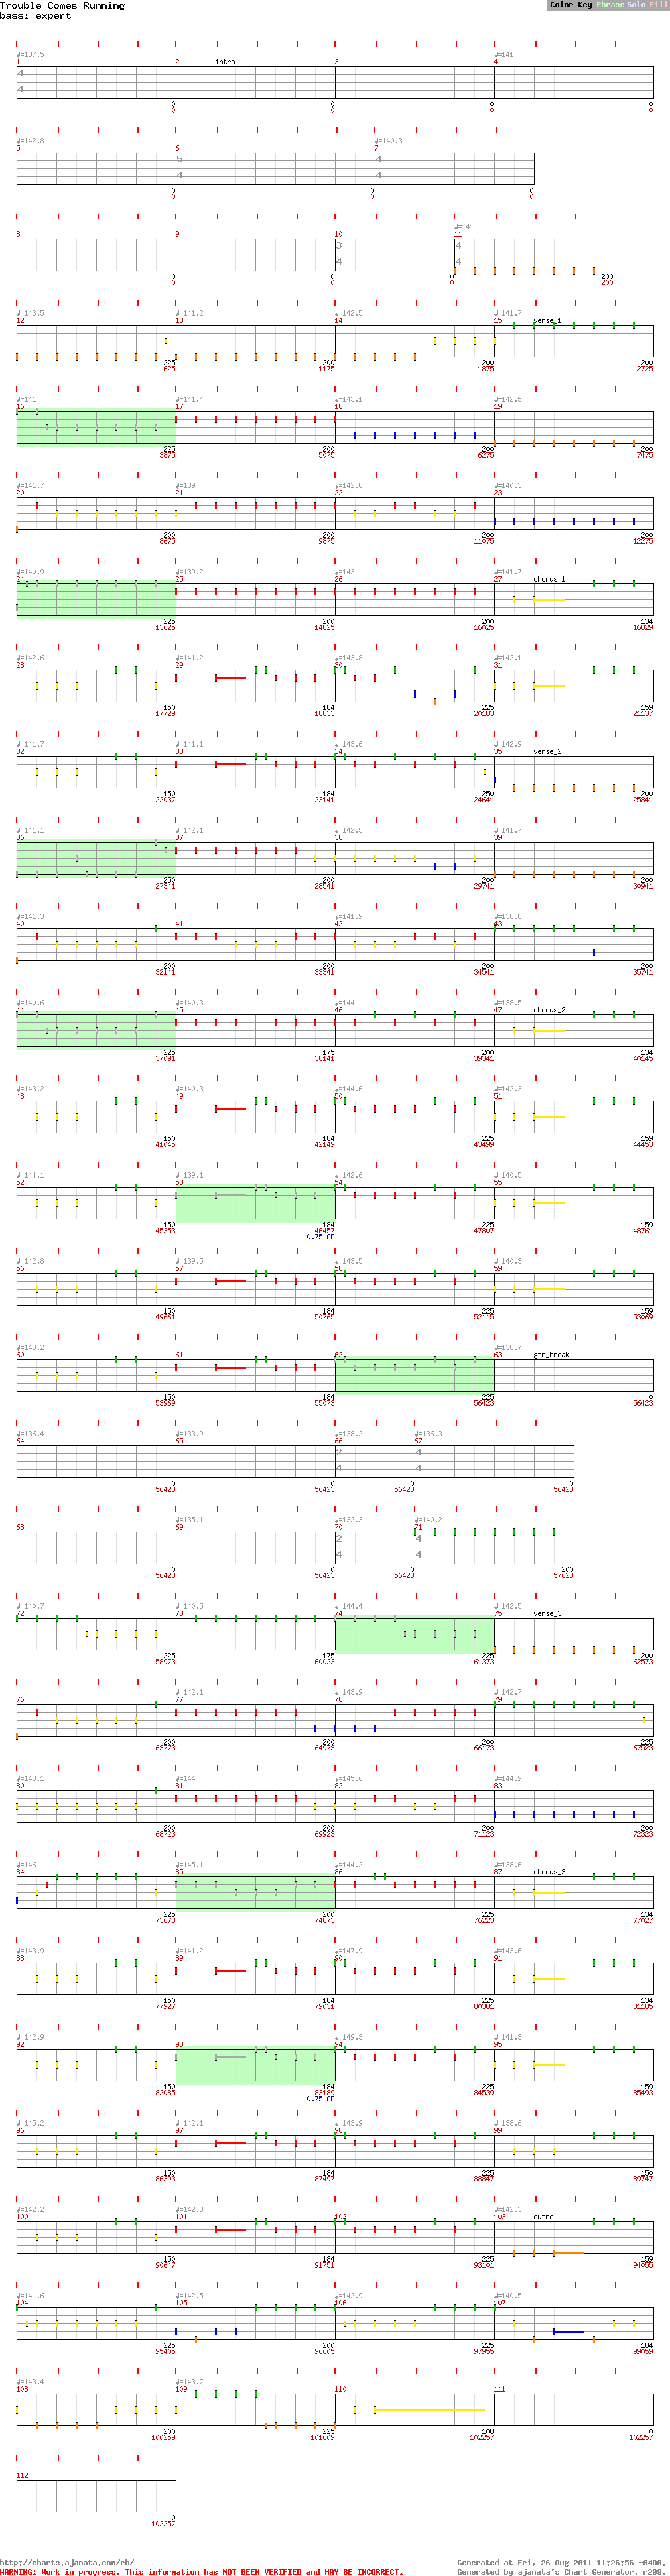 Trouble Comes Running
Color Key Phrase Solo Fill
bass: expert
♩=137.5 ♩=141
1 2 intro 3 4
4
4
0 0 0 0
0 0 0 0
♩=142.8 ♩=140.3
5 6 7
5 4
4 4
0 0 0
0 0 0
♩=141
8 9 10 11
3 4
4 4
0 0 0 200
0 0 0 200
♩=143.5 ♩=141.2 ♩=142.5 ♩=141.7
12 13 14 15 verse_1
225 200 200 200
625 1175 1875 2725
♩=141 ♩=141.4 ♩=143.1 ♩=142.5
16 17 18 19
225 200 200 200
3875 5075 6275 7475
♩=141.7 ♩=139 ♩=142.8 ♩=140.3
20 21 22 23
200 200 200 200
8675 9875 11075 12275
♩=140.9 ♩=139.2 ♩=143 ♩=141.7
24 25 26 27 chorus_1
225 200 200 134
13625 14825 16025 16829
♩=142.6 ♩=141.2 ♩=143.8 ♩=142.1
28 29 30 31
150 184 225 159
17729 18833 20183 21137
♩=141.7 ♩=141.1 ♩=143.6 ♩=142.9
32 33 34 35 verse_2
150 184 250 200
22037 23141 24641 25841
♩=141.1 ♩=142.1 ♩=142.5 ♩=141.7
36 37 38 39
250 200 200 200
27341 28541 29741 30941
♩=141.3 ♩=141.9 ♩=138.8
40 41 42 43
200 200 200 200
32141 33341 34541 35741
♩=140.6 ♩=140.3 ♩=144 ♩=138.5
44 45 46 47 chorus_2
225 175 200 134
37091 38141 39341 40145
♩=143.2 ♩=140.3 ♩=144.6 ♩=142.3
48 49 50 51
150 184 225 159
41045 42149 43499 44453
♩=144.1 ♩=139.1 ♩=142.6 ♩=140.5
52 53 54 55
150 184 225 159
45353 46457 47807 48761
0.75 OD
♩=142.8 ♩=139.5 ♩=143.5 ♩=140.3
56 57 58 59
150 184 225 159
49661 50765 52115 53069
♩=143.2 ♩=138.7
60 61 62 63 gtr_break
150 184 225 0
53969 55073 56423 56423
♩=136.4 ♩=133.9 ♩=138.2 ♩=136.3
64 65 66 67
2 4
4 4
0 0 0 0
56423 56423 56423 56423
♩=135.1 ♩=132.3 ♩=140.2
68 69 70 71
2 4
4 4
0 0 0 200
56423 56423 56423 57623
♩=140.7 ♩=140.5 ♩=144.4 ♩=142.5
72 73 74 75 verse_3
225 175 225 200
58973 60023 61373 62573
♩=142.1 ♩=143.9 ♩=142.7
76 77 78 79
200 200 200 225
63773 64973 66173 67523
♩=143.1 ♩=144 ♩=145.6 ♩=144.9
80 81 82 83
200 200 200 200
68723 69923 71123 72323
♩=146 ♩=145.1 ♩=144.2 ♩=138.6
84 85 86 87 chorus_3
225 200 225 134
73673 74873 76223 77027
♩=143.9 ♩=141.2 ♩=147.9 ♩=143.6
88 89 90 91
150 184 225 134
77927 79031 80381 81185
♩=142.9 ♩=149.3 ♩=141.3
92 93 94 95
150 184 225 159
82085 83189 84539 85493
0.75 OD
♩=145.2 ♩=142.1 ♩=143.9 ♩=138.6
96 97 98 99
150 184 225 150
86393 87497 88847 89747
♩=142.2 ♩=142.8 ♩=142.3
100 101 102 103 outro
150 184 225 159
90647 91751 93101 94055
♩=141.6 ♩=142.5 ♩=142.9 ♩=140.5
104 105 106 107
225 200 225 184
95405 96605 97955 99059
♩=143.4 ♩=143.7
108 109 110 111
200 225 108 0
100259 101609 102257 102257
112
0
102257
http://charts.ajanata.com/rb/
Generated at Fri, 26 Aug 2011 11:26:56 -0400.
WARNING: Work in progress. This information has NOT BEEN VERIFIED and MAY BE INCORRECT.
Generated by ajanata's Chart Generator, r299.